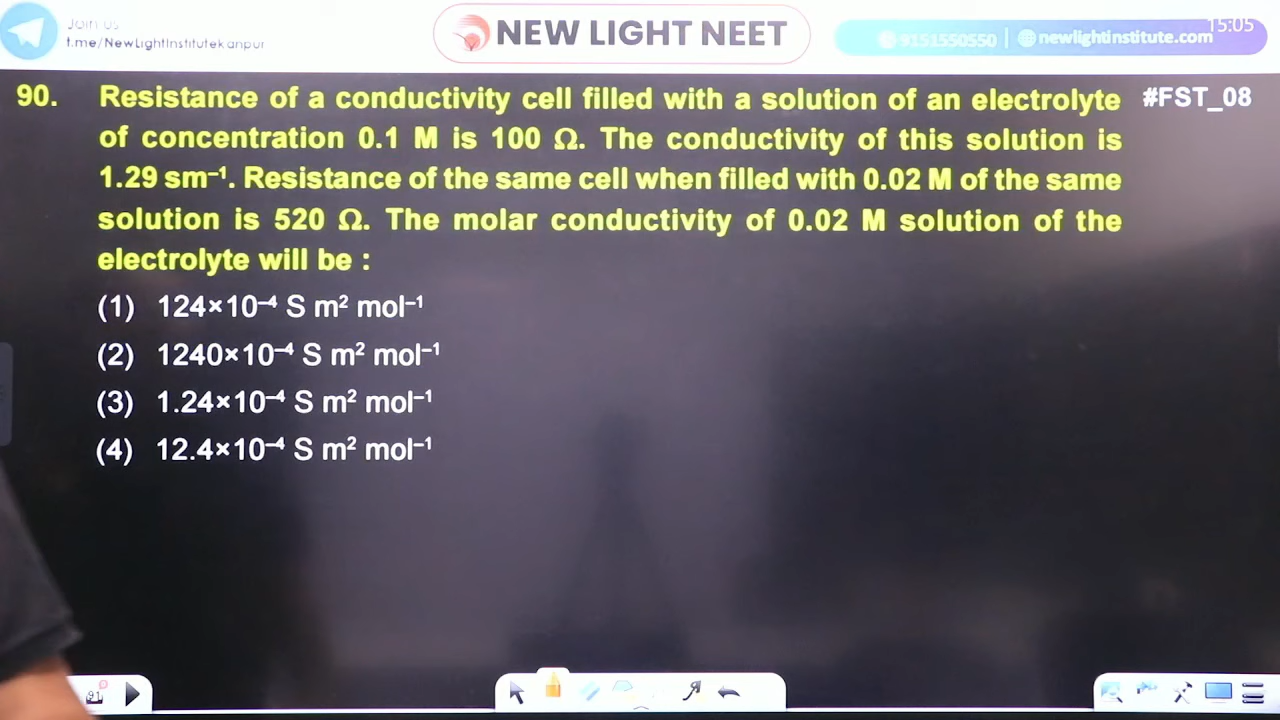 Join us
t.me/NewLightInstitutekanpur
NEW LIGHT NEET
9151550550 | newlightinstitute.com
15:05
90. Resistance of a conductivity cell filled with a solution of an electrolyte #FST_08
of concentration 0.1 M is 100 Ω. The conductivity of this solution is
1.29 sm⁻¹. Resistance of the same cell when filled with 0.02 M of the same
solution is 520 Ω. The molar conductivity of 0.02 M solution of the
electrolyte will be :
(1) 124×10⁻⁴ S m² mol⁻¹
(2) 1240×10⁻⁴ S m² mol⁻¹
(3) 1.24×10⁻⁴ S m² mol⁻¹
(4) 12.4×10⁻⁴ S m² mol⁻¹
91